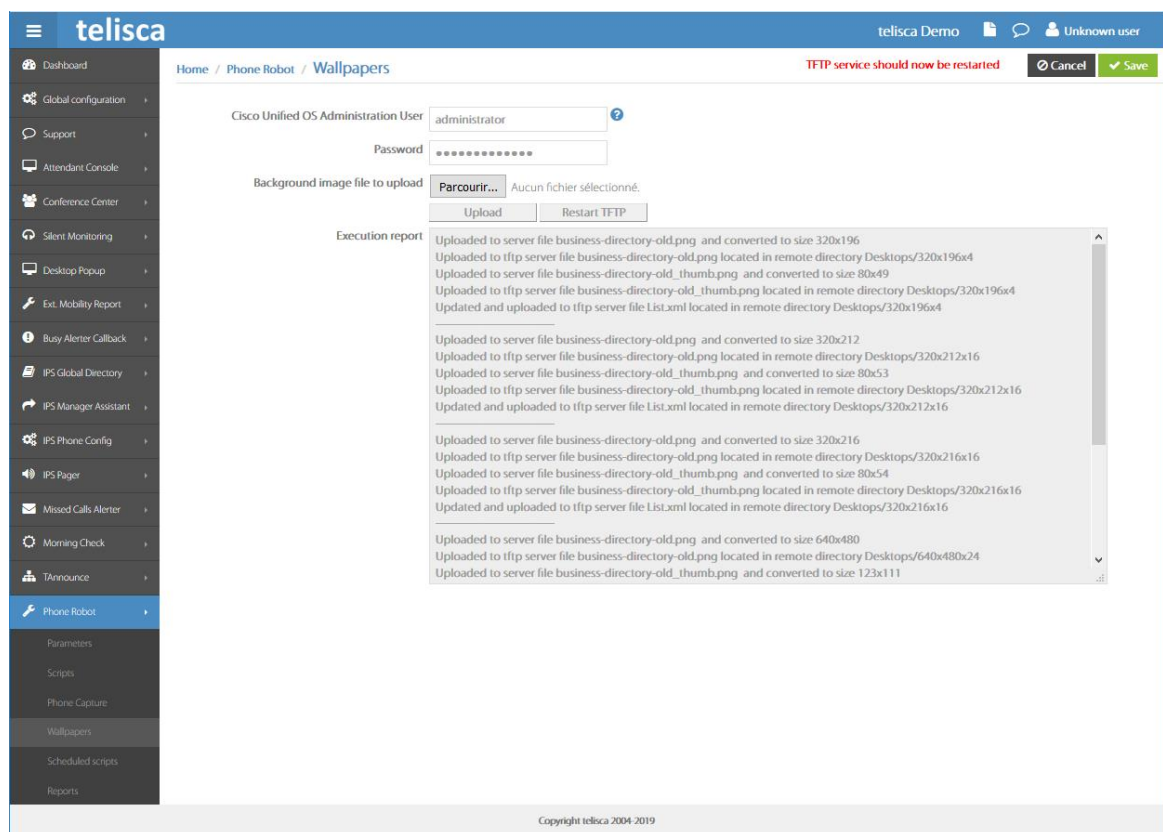 telisca
telisca Demo
Unknown user
Dashboard
Global configuration
Support
Attendant Console
Conference Center
Silent Monitoring
Desktop Popup
Ext. Mobility Report
Busy Alerter Callback
IPS Global Directory
IPS Manager Assistant
IPS Phone Config
IPS Pager
Missed Calls Alerter
Morning Check
TAnnounce
Phone Robot
Parameters
Scripts
Phone Capture
Wallpapers
Scheduled scripts
Reports
Home / Phone Robot / Wallpapers
TFTP service should now be restarted
Cancel
Save
Cisco Unified OS Administration User
administrator
Password
Background image file to upload
Parcourir... Aucun fichier sélectionné.
Upload
Restart TFTP
Execution report
Uploaded to server file business-directory-old.png and converted to size 320x196
Uploaded to tftp server file business-directory-old.png located in remote directory Desktops/320x196x4
Uploaded to server file business-directory-old_thumb.png and converted to size 80x49
Uploaded to tftp server file business-directory-old_thumb.png located in remote directory Desktops/320x196x4
Updated and uploaded to tftp server file List.xml located in remote directory Desktops/320x196x4
Uploaded to server file business-directory-old.png and converted to size 320x212
Uploaded to tftp server file business-directory-old.png located in remote directory Desktops/320x212x16
Uploaded to server file business-directory-old_thumb.png and converted to size 80x53
Uploaded to tftp server file business-directory-old_thumb.png located in remote directory Desktops/320x212x16
Updated and uploaded to tftp server file List.xml located in remote directory Desktops/320x212x16
Uploaded to server file business-directory-old.png and converted to size 320x216
Uploaded to tftp server file business-directory-old.png located in remote directory Desktops/320x216x16
Uploaded to server file business-directory-old_thumb.png and converted to size 80x54
Uploaded to tftp server file business-directory-old_thumb.png located in remote directory Desktops/320x216x16
Updated and uploaded to tftp server file List.xml located in remote directory Desktops/320x216x16
Uploaded to server file business-directory-old.png and converted to size 640x480
Uploaded to tftp server file business-directory-old.png located in remote directory Desktops/640x480x24
Uploaded to server file business-directory-old_thumb.png and converted to size 123x111
Copyright telisca 2004-2019